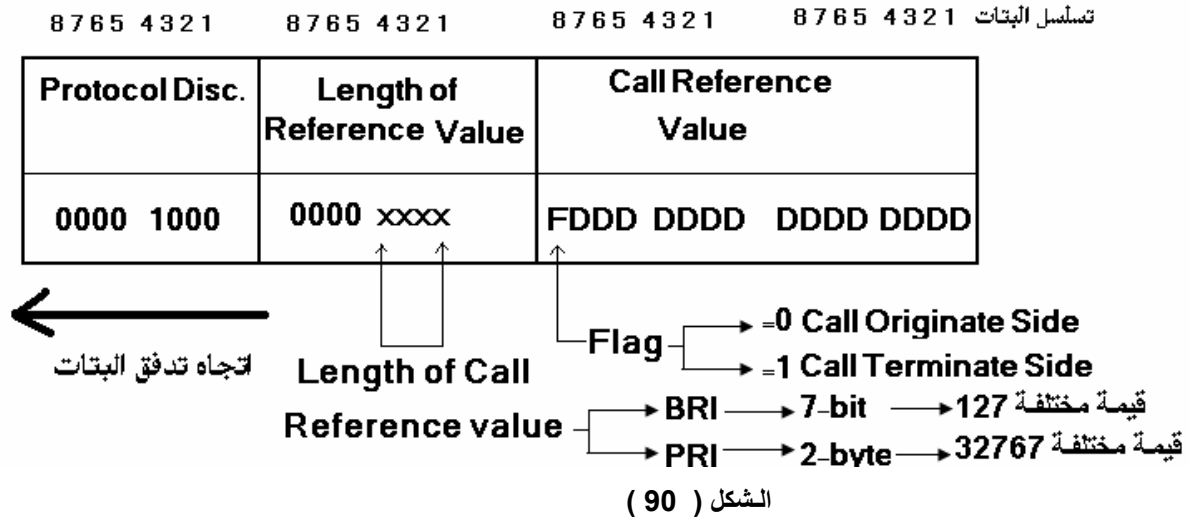 8765 4321 8765 4321 8765 4321 8765 4321 تسلسل البتات
Protocol Disc. Length of Reference Value Call Reference Value
0000 1000 0000 xxxx FDDD DDDD DDDD DDDD
اتجاه تدفق البتات
Length of Call
Reference value
Flag
=0 Call Originate Side
=1 Call Terminate Side
BRI 7-bit 127 قيمة مختلفة
PRI 2-byte 32767 قيمة مختلفة
الشكل ( 90 )